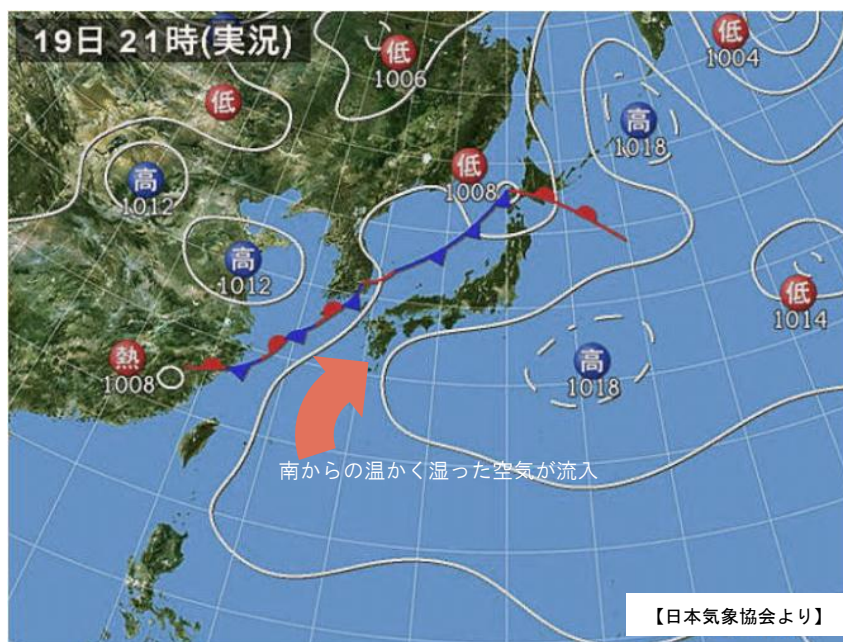 19日 21時(実況)
低
1006
低
1004
低
高
1018
高
1012
低
1008
高
1012
低
1014
熱
1008
高
1018
南からの温かく湿った空気が流入
【日本気象協会より】